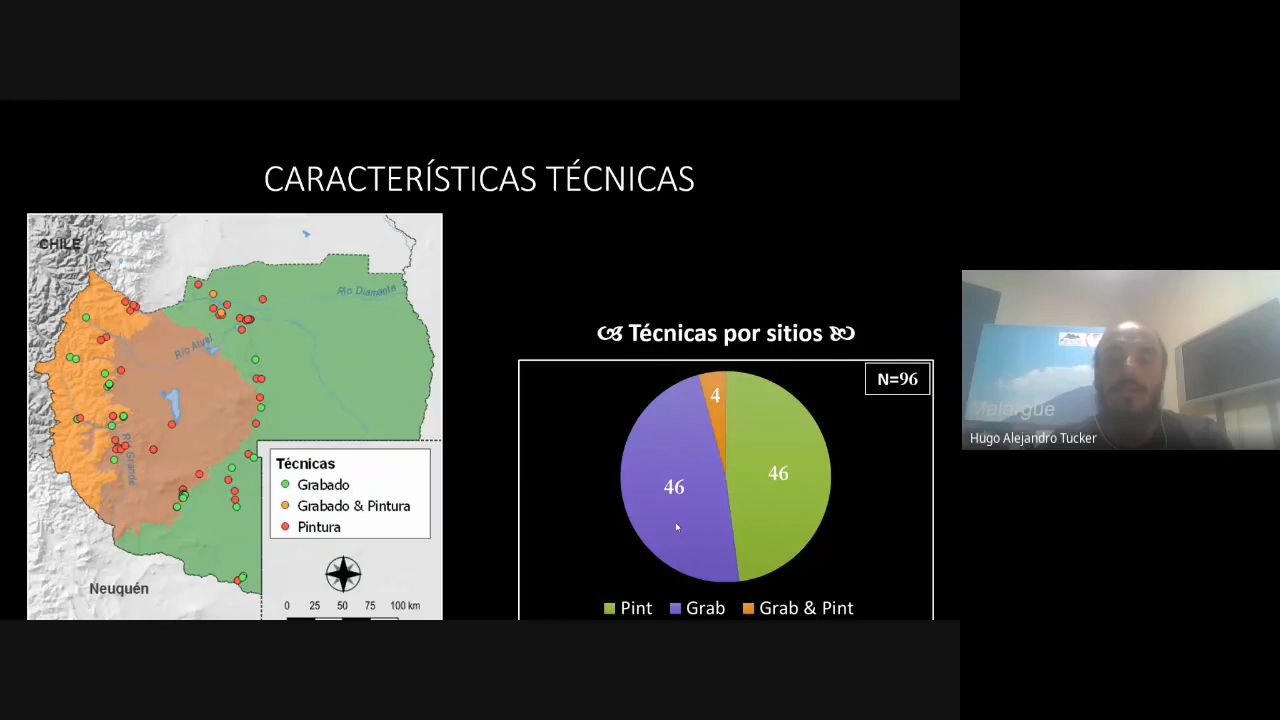 CARACTERÍSTICAS TÉCNICAS
CHILE
Río Diamante
Río Atuel
Río Grande
Neuquén
Técnicas
Grabado
Grabado & Pintura
Pintura
0 25 50 75 100 km
Técnicas por sitios
N=96
4
46
46
Pint Grab Grab & Pint
Malargüe
Hugo Alejandro Tucker